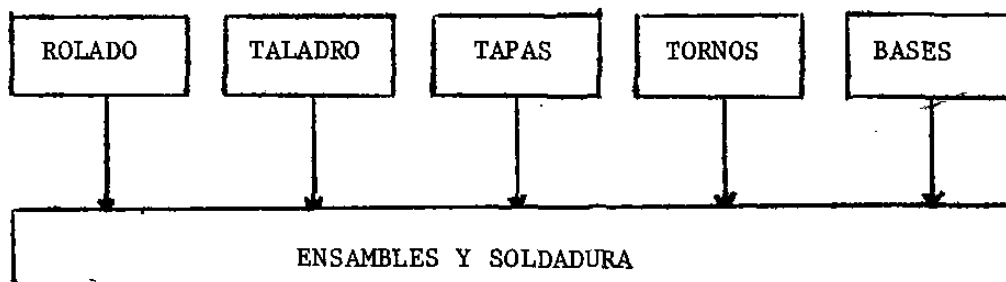 ROLADO TALADRO TAPAS TORNOS BASES
ENSAMBLES Y SOLDADURA